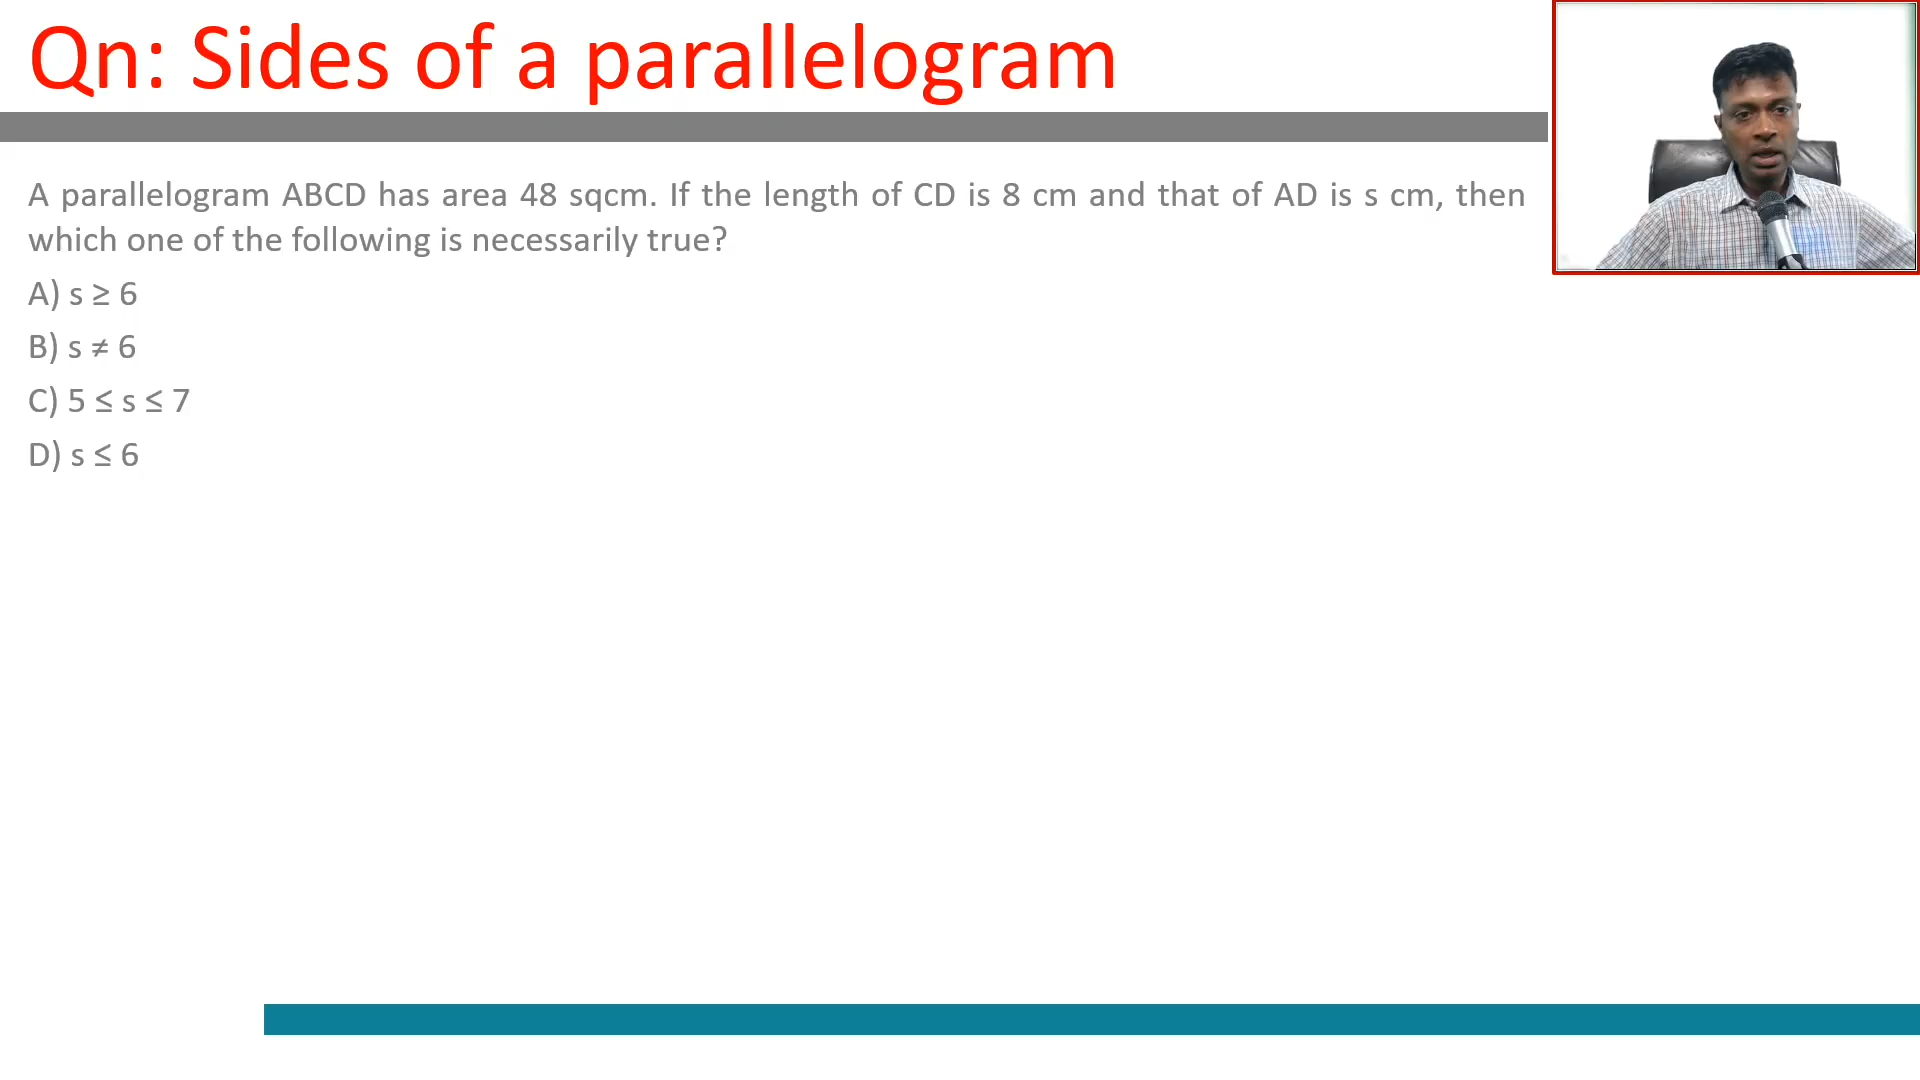 Qn: Sides of a parallelogram
A parallelogram ABCD has area 48 sqcm. If the length of CD is 8 cm and that of AD is s cm, then
which one of the following is necessarily true?
A) s ≥ 6
B) s ≠ 6
C) 5 ≤ s ≤ 7
D) s ≤ 6